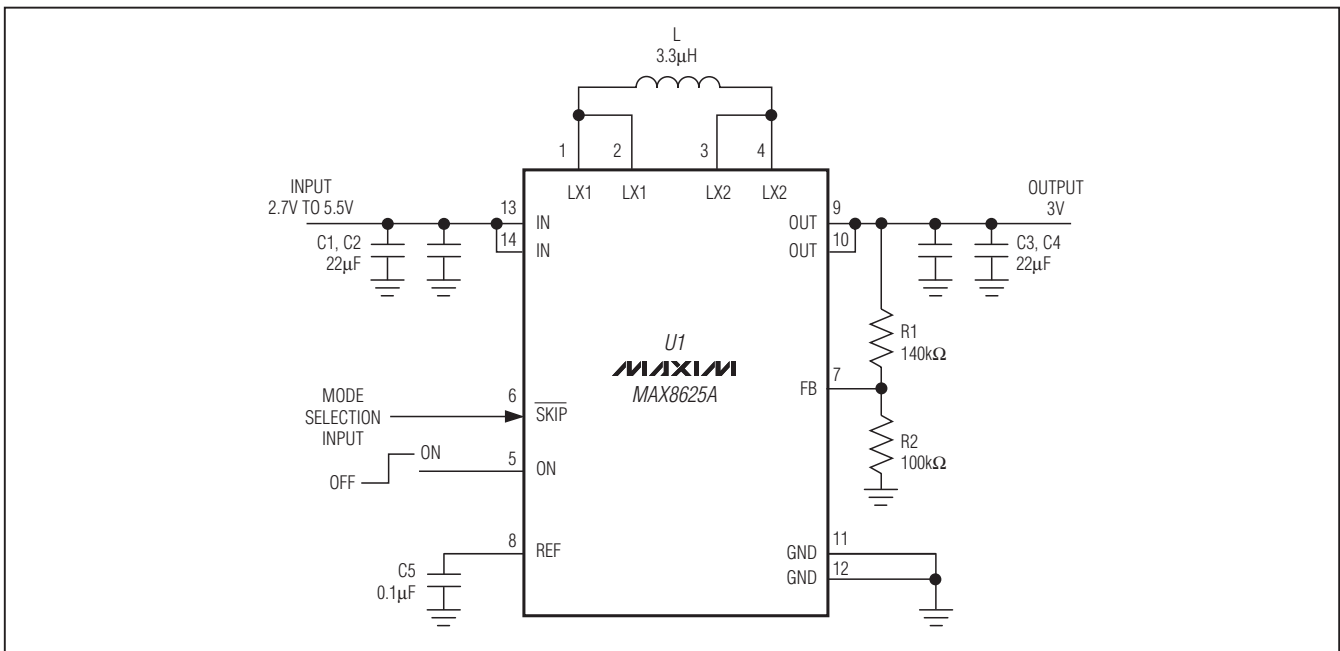 L
3.3μH
1 2 3 4
LX1 LX1 LX2 LX2
INPUT
2.7V TO 5.5V
C1, C2
22μF
13 IN
14 IN
OUT 9
OUT 10
OUTPUT
3V
C3, C4
22μF
R1
140kΩ
U1
MAXIM
MAX8625A
FB 7
R2
100kΩ
MODE
SELECTION
INPUT
6 SKIP
OFF ON
5 ON
8 REF
C5
0.1μF
GND 11
GND 12